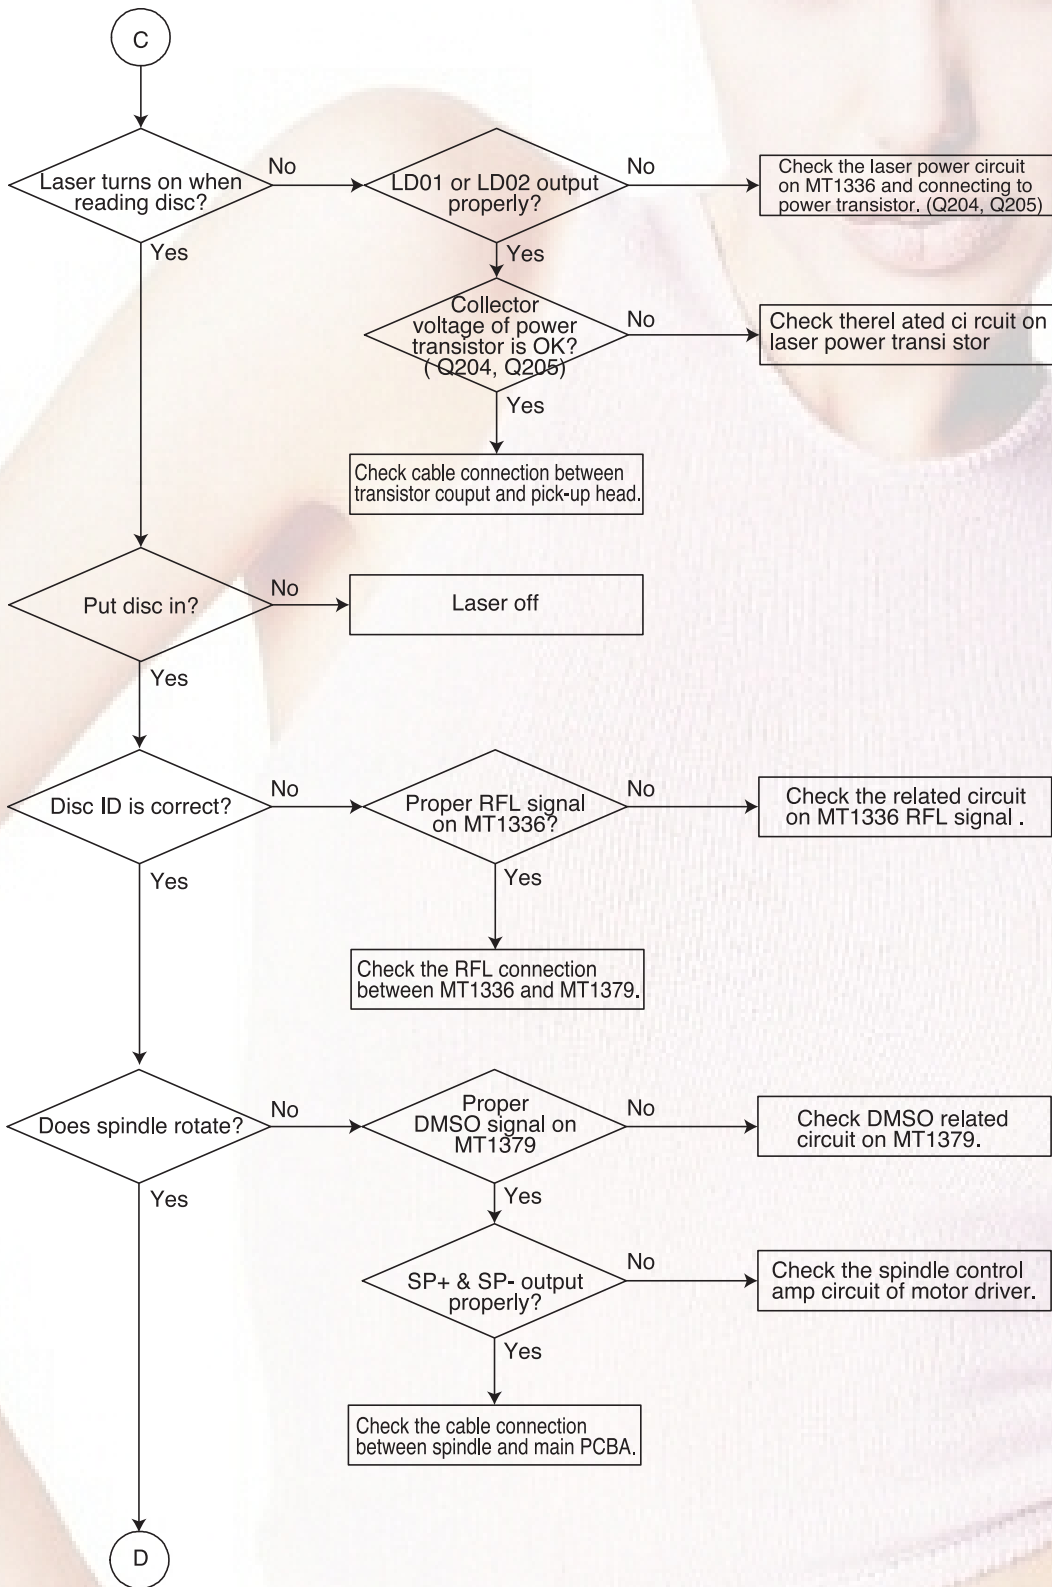 C
Laser turns on when
reading disc?
No
LD01 or LD02 output
properly?
No
Check the laser power circuit
on MT1336 and connecting to
power transistor. (Q204, Q205)
Yes
Yes
Collector
voltage of power
transistor is OK?
( Q204, Q205)
No
Check therel ated ci rcuit on
laser power transi stor
Yes
Check cable connection between
transistor couput and pick-up head.
Put disc in?
No
Laser off
Yes
Disc ID is correct?
No
Proper RFL signal
on MT1336?
No
Check the related circuit
on MT1336 RFL signal .
Yes
Yes
Check the RFL connection
between MT1336 and MT1379.
Does spindle rotate?
No
Proper
DMSO signal on
MT1379
No
Check DMSO related
circuit on MT1379.
Yes
Yes
SP+ & SP- output
properly?
No
Check the spindle control
amp circuit of motor driver.
Yes
Check the cable connection
between spindle and main PCBA.
D